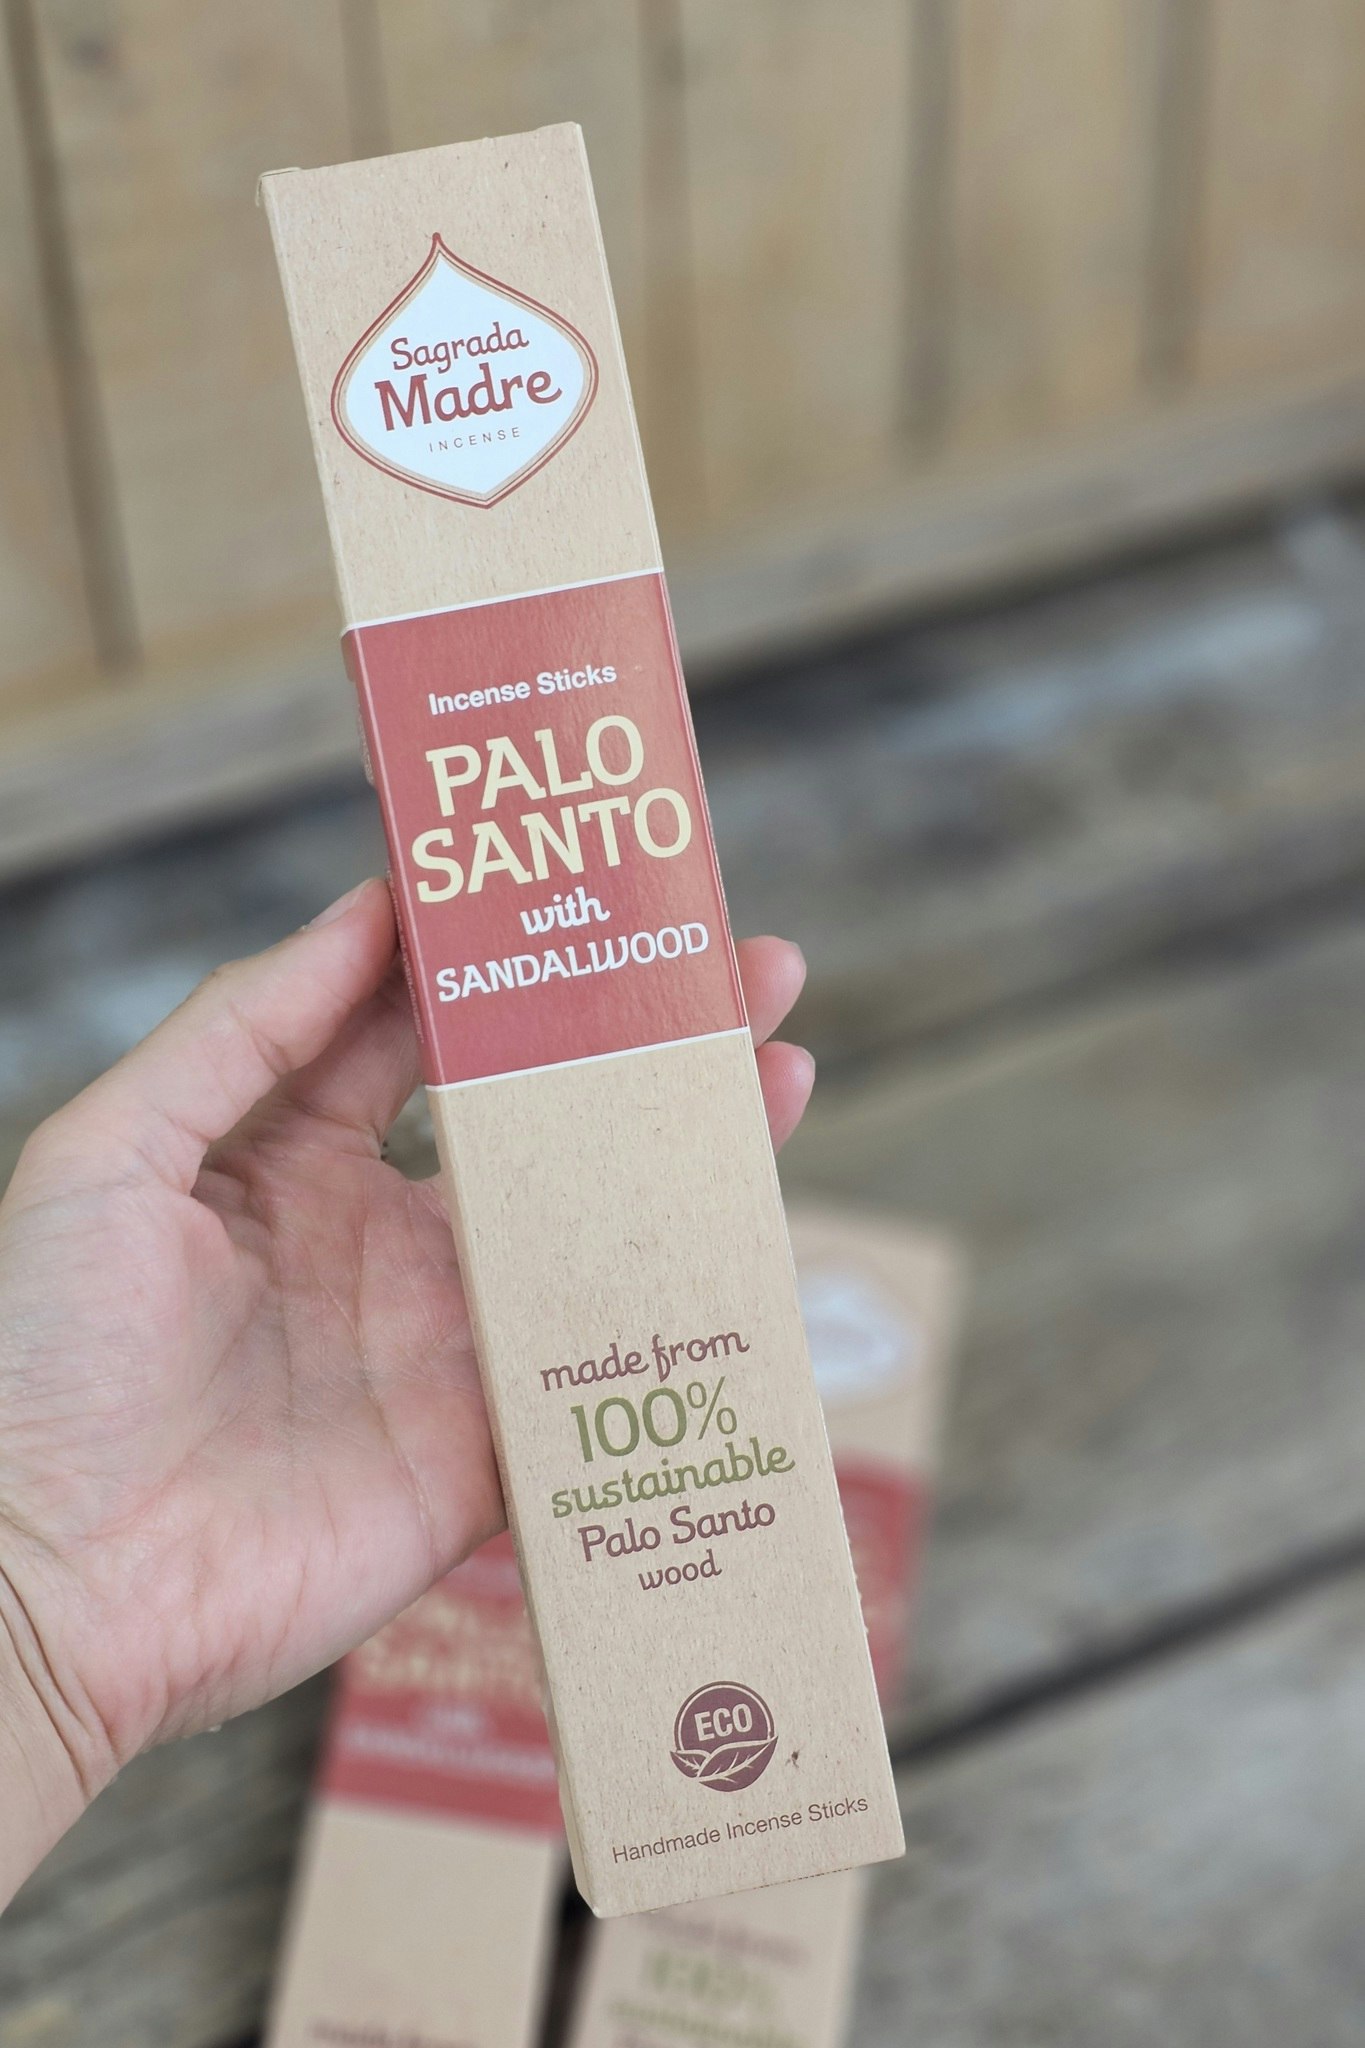 Sagrada
Madre
INCENSE
Incense Sticks
PALO
SANTO
with
SANDALWOOD
made from
100%
sustainable
Palo Santo
wood
ECO
Handmade Incense Sticks